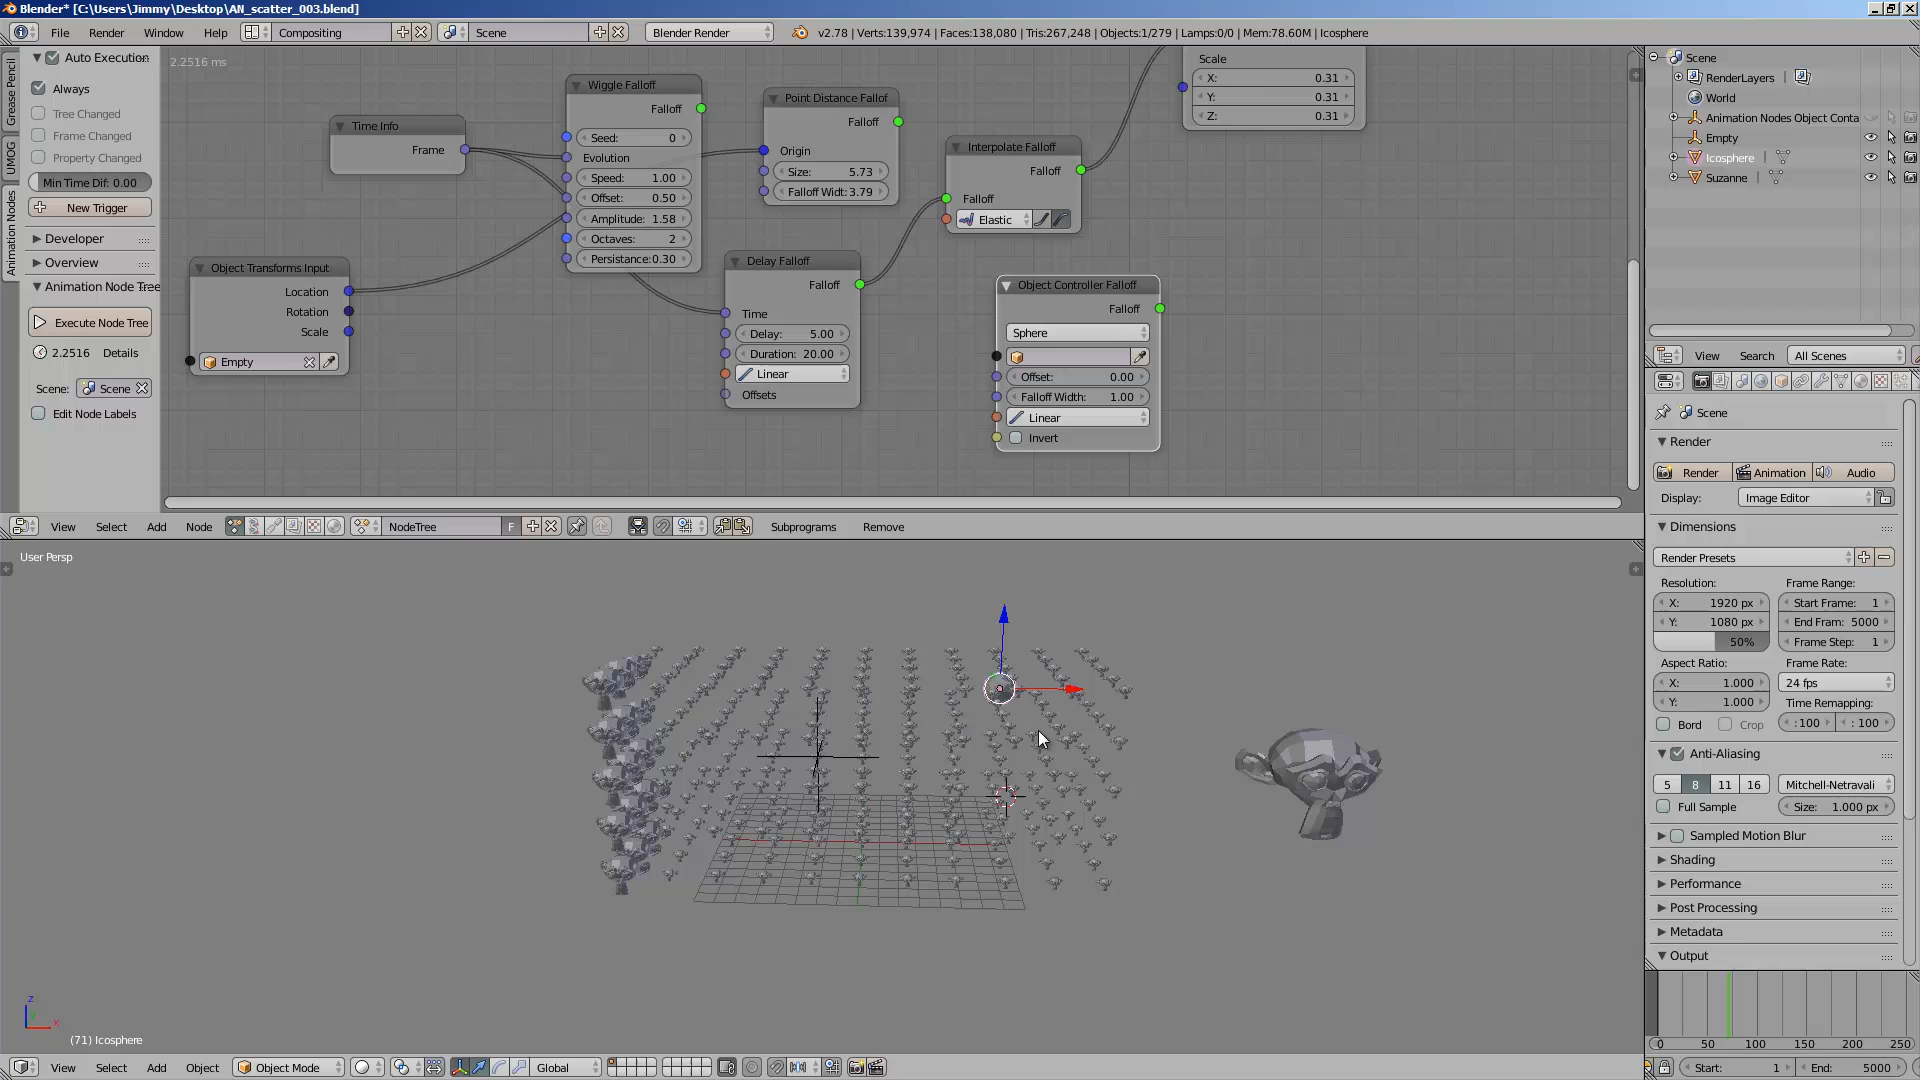 Blender* [C:\Users\Jimmy\Desktop\AN_scatter_003.blend]
File Render Window Help Compositing Scene Blender Render v2.78 | Verts:139,974 | Faces:138,080 | Tris:267,248 | Objects:1/279 | Lamps:0/0 | Mem:78.60M | Icosphere
Grease Pencil
UMOG
Animation Nodes
Auto Execution
Always
Tree Changed
Frame Changed
Property Changed
Min Time Dif: 0.00
New Trigger
Developer
Overview
Animation Node Tree
Execute Node Tree
2.2516 Details
Scene: Scene
Edit Node Labels
2.2516 ms
Time Info
Frame
Object Transforms Input
Location
Rotation
Scale
Empty
Wiggle Falloff
Falloff
Seed: 0
Evolution
Speed: 1.00
Offset: 0.50
Amplitude: 1.58
Octaves: 2
Persistance:0.30
Point Distance Fallof
Falloff
Origin
Size: 5.73
Falloff Widt: 3.79
Delay Falloff
Falloff
Time
Delay: 5.00
Duration: 20.00
Linear
Offsets
Interpolate Falloff
Falloff
Falloff
Elastic
Object Controller Falloff
Falloff
Sphere
Offset: 0.00
Falloff Width: 1.00
Linear
Invert
Scale
X: 0.31
Y: 0.31
Z: 0.31
View Select Add Node NodeTree F Subprograms Remove
User Persp
z
y
x
(71) Icosphere
View Select Add Object Object Mode Global
Scene
RenderLayers
World
Animation Nodes Object Conta
Empty
Icosphere
Suzanne
View Search All Scenes
Scene
Render
Render Animation Audio
Display: Image Editor
Dimensions
Render Presets
Resolution: Frame Range:
X: 1920 px Start Frame: 1
Y: 1080 px End Fram: 5000
50% Frame Step: 1
Aspect Ratio: Frame Rate:
X: 1.000 24 fps
Y: 1.000 Time Remapping:
Bord Crop :100 : 100
Anti-Aliasing
5 8 11 16 Mitchell-Netravali
Full Sample Size: 1.000 px
Sampled Motion Blur
Shading
Performance
Post Processing
Metadata
Output
0 50 100 150 200 250
Start: 1 End: 5000